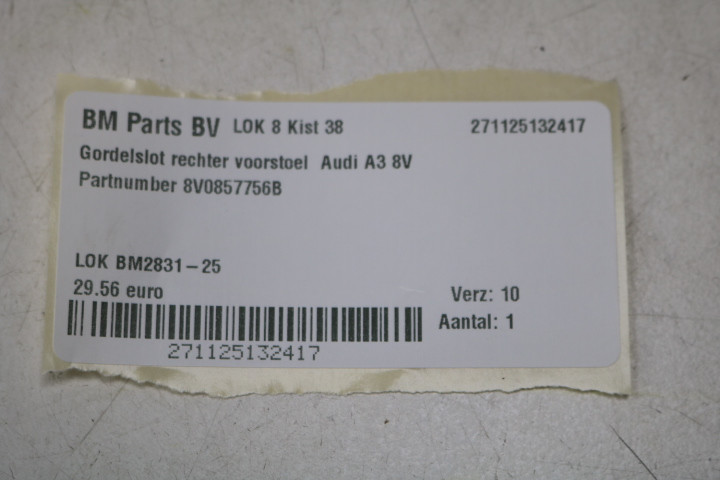 BM Parts BV LOK 8 Kist 38 271125132417
Gordelslot rechter voorstoel Audi A3 8V
Partnumber 8V0857756B
LOK BM2831-25
29.56 euro Verz: 10
Aantal: 1
271125132417